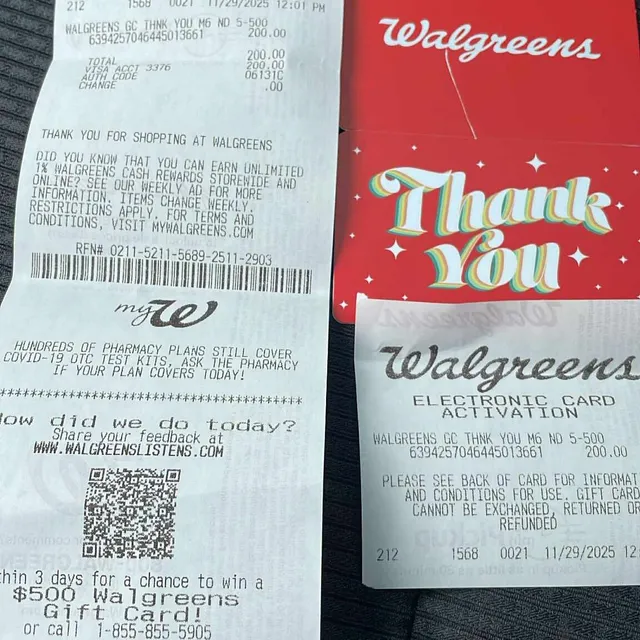 212 1568 0021 11/29/2025 12:01 PM
WALGREENS GC THNK YOU M6 ND 5-500
6394257046445013661 200.00
TOTAL 200.00
VISA ACCT 3376 200.00
AUTH CODE 06131C
CHANGE .00
THANK YOU FOR SHOPPING AT WALGREENS
DID YOU KNOW THAT YOU CAN EARN UNLIMITED
1% WALGREENS CASH REWARDS STOREWIDE AND
ONLINE? SEE OUR WEEKLY AD FOR MORE
INFORMATION. ITEMS CHANGE WEEKLY.
RESTRICTIONS APPLY. FOR TERMS AND
CONDITIONS, VISIT MYWALGREENS.COM
RFN# 0211-5211-5689-2511-2903
myW
HUNDREDS OF PHARMACY PLANS STILL COVER
COVID-19 OTC TEST KITS. ASK THE PHARMACY
IF YOUR PLAN COVERS TODAY!
****************************************
How did we do today?
Share your feedback at
WWW.WALGREENSLISTENS.COM
thin 3 days for a chance to win a
$500 Walgreens
Gift Card!
or call 1-855-855-5905
Walgreens
Thank
You
Walgreens
ELECTRONIC CARD
ACTIVATION
WALGREENS GC THNK YOU M6 ND 5-500
6394257046445013661 200.00
PLEASE SEE BACK OF CARD FOR INFORMAT
AND CONDITIONS FOR USE. GIFT CARD
CANNOT BE EXCHANGED, RETURNED OR
REFUNDED
212 1568 0021 11/29/2025 12: